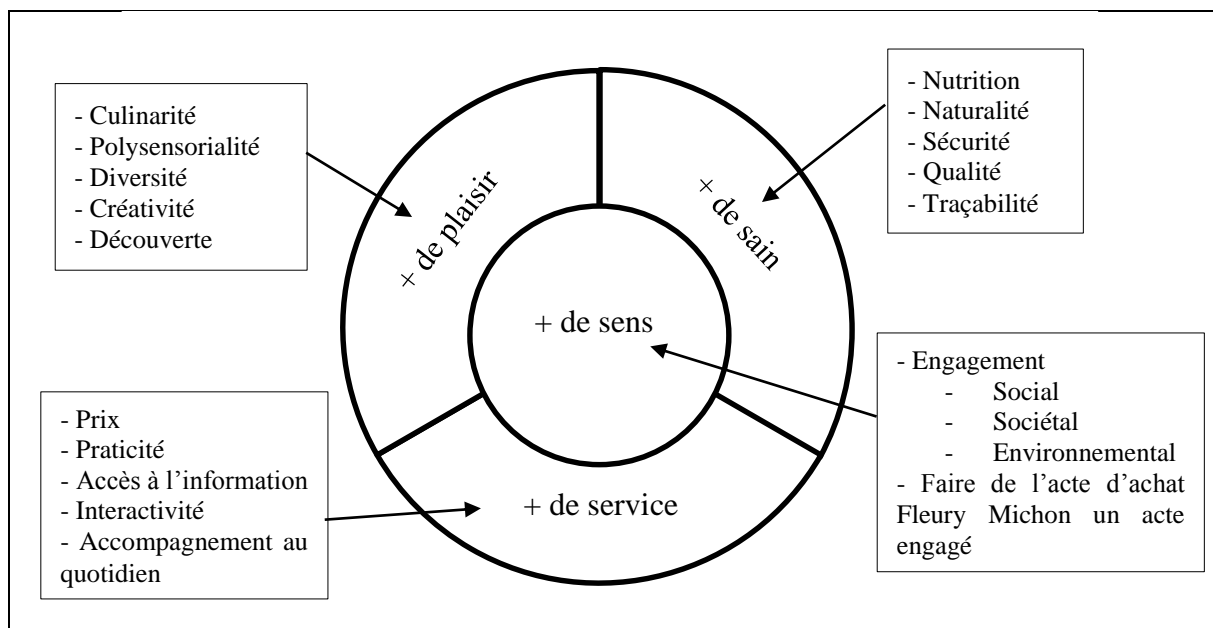 - Culinarité
- Polysensorialité
- Diversité
- Créativité
- Découverte
+ de plaisir
- Nutrition
- Naturalité
- Sécurité
- Qualité
- Traçabilité
+ de sain
+ de sens
- Engagement
- Social
- Sociétal
- Environnemental
- Faire de l’acte d’achat
Fleury Michon un acte
engagé
- Prix
- Praticité
- Accès à l’information
- Interactivité
- Accompagnement au
quotidien
+ de service